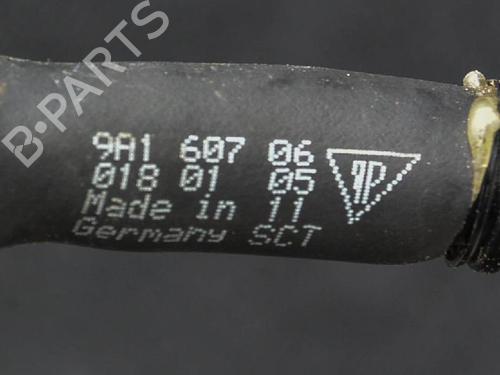 B·PARTS
9A1 607 06
018 01 05
Made in 11
Germany SCT